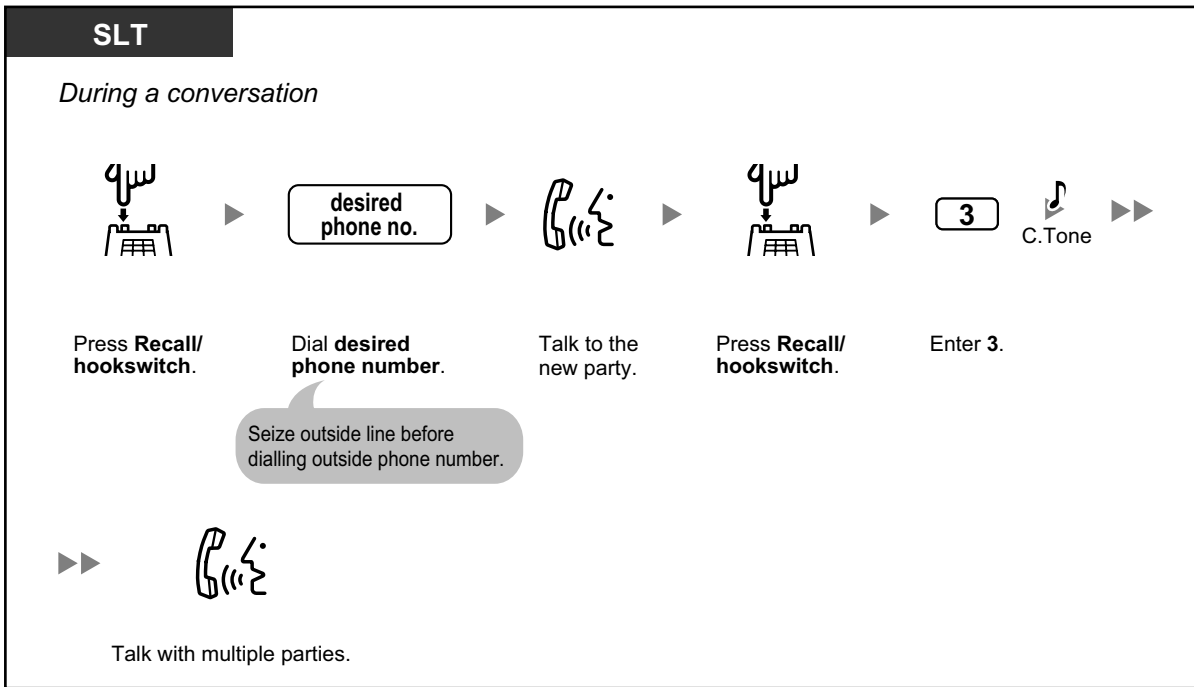 SLT
During a conversation
desired
phone no.
3
C.Tone
Press Recall/
hookswitch.
Dial desired
phone number.
Talk to the
new party.
Press Recall/
hookswitch.
Enter 3.
Seize outside line before
dialling outside phone number.
Talk with multiple parties.